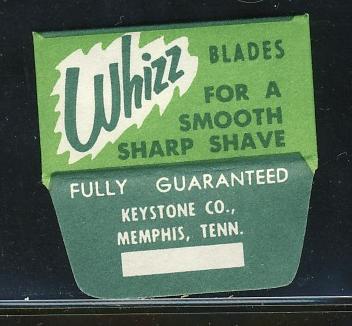 Whizz BLADES
FOR A
SMOOTH
SHARP SHAVE
FULLY GUARANTEED
KEYSTONE CO.,
MEMPHIS, TENN.